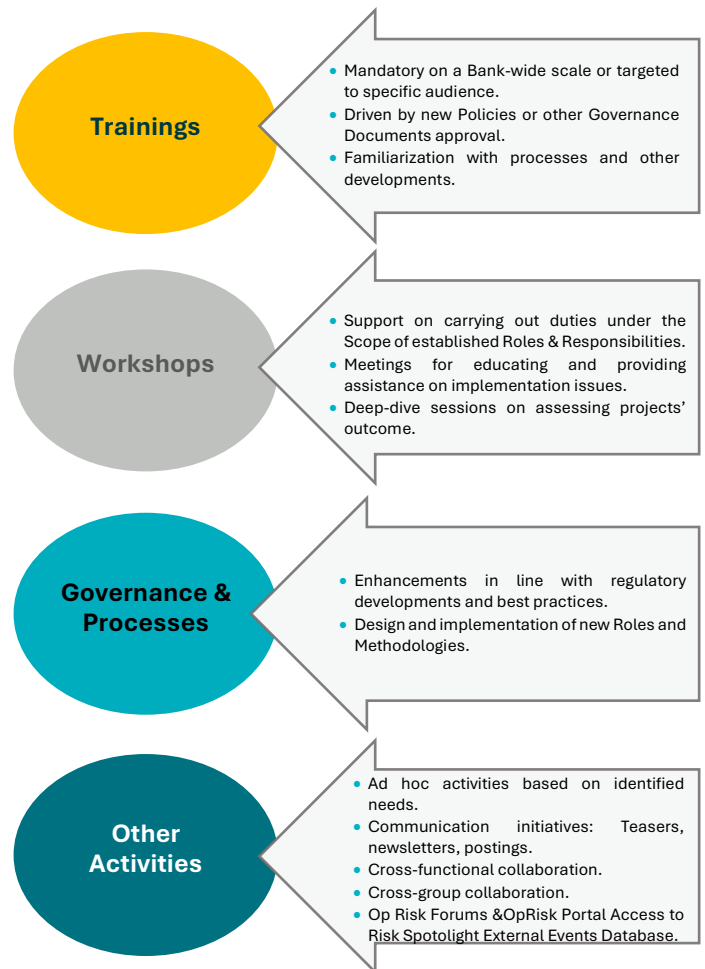 Trainings
• Mandatory on a Bank-wide scale or targeted
to specific audience.
• Driven by new Policies or other Governance
Documents approval.
• Familiarization with processes and other
developments.
Workshops
• Support on carrying out duties under the
Scope of established Roles & Responsibilities.
• Meetings for educating and providing
assistance on implementation issues.
• Deep-dive sessions on assessing projects’
outcome.
Governance &
Processes
• Enhancements in line with regulatory
developments and best practices.
• Design and implementation of new Roles and
Methodologies.
Other
Activities
• Ad hoc activities based on identified
needs.
• Communication initiatives: Teasers,
newsletters, postings.
• Cross-functional collaboration.
• Cross-group collaboration.
• Op Risk Forums &OpRisk Portal Access to
Risk Spotolight External Events Database.